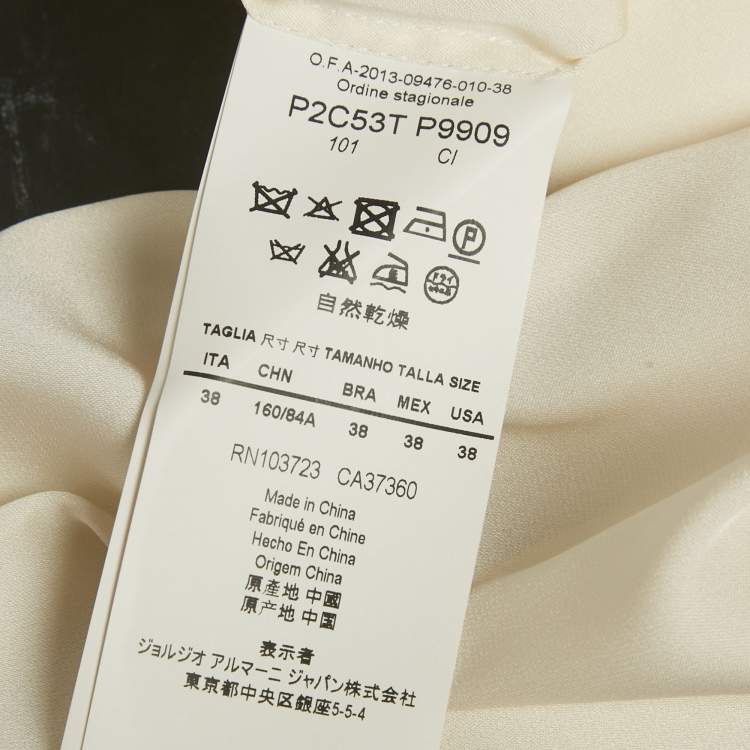 O.F.A-2013-09476-010-38
Ordine stagionale
P2C53T P9909
101 CI
P
ドライ
自然乾燥
TAGLIA 尺寸 尺寸 TAMANHO TALLA SIZE
ITA CHN BRA MEX USA
38 160/84A 38 38 38
RN103723 CA37360
Made in China
Fabriqué en Chine
Hecho En China
Origem China
原產地 中國
原产地 中国
表示者
ジョルジオ アルマーニ ジャパン株式会社
東京都中央区銀座5-5-4